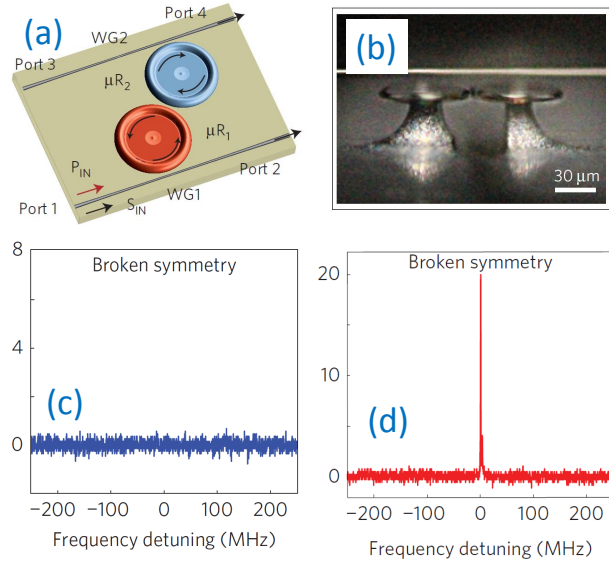 (a)
Port 4
WG2
Port 3
μR2
μR1
PIN
Port 2
WG1
Port 1
SIN
(b)
30 μm
8
Broken symmetry
4
(c)
0
−200
−100
0
100
200
Frequency detuning (MHz)
20
Broken symmetry
10
(d)
0
−200
−100
0
100
200
Frequency detuning (MHz)